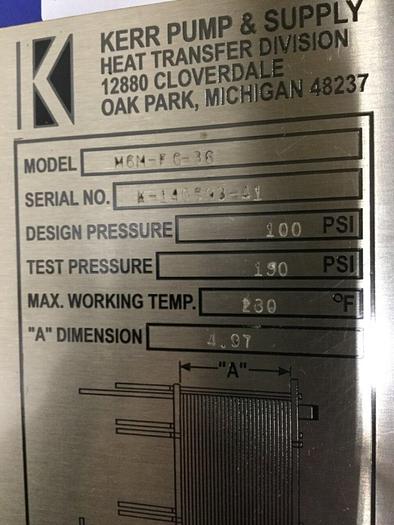 KERR PUMP & SUPPLY
HEAT TRANSFER DIVISION
12880 CLOVERDALE
OAK PARK, MICHIGAN 48237
MODEL M6M-FG-36
SERIAL NO.
DESIGN PRESSURE 100 PSI
TEST PRESSURE PSI
MAX. WORKING TEMP. °F
"A" DIMENSION 4.97
"A"